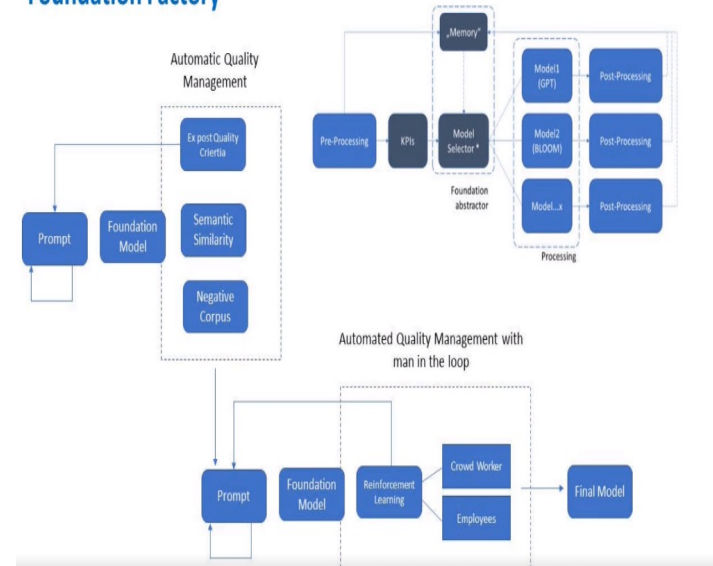 Foundation Factory
Automatic Quality
Management
Ex post Quality
Criertia
Semantic
Similarity
Negative
Corpus
Prompt
Foundation
Model
„Memory"
Pre-Processing
KPIs
Model
Selector *
Foundation
abstractor
Model1
(GPT)
Model2
(BLOOM)
Model...x
Processing
Post-Processing
Post-Processing
Post-Processing
Automated Quality Management with
man in the loop
Prompt
Foundation
Model
Reinforcement
Learning
Crowd Worker
Employees
Final Model